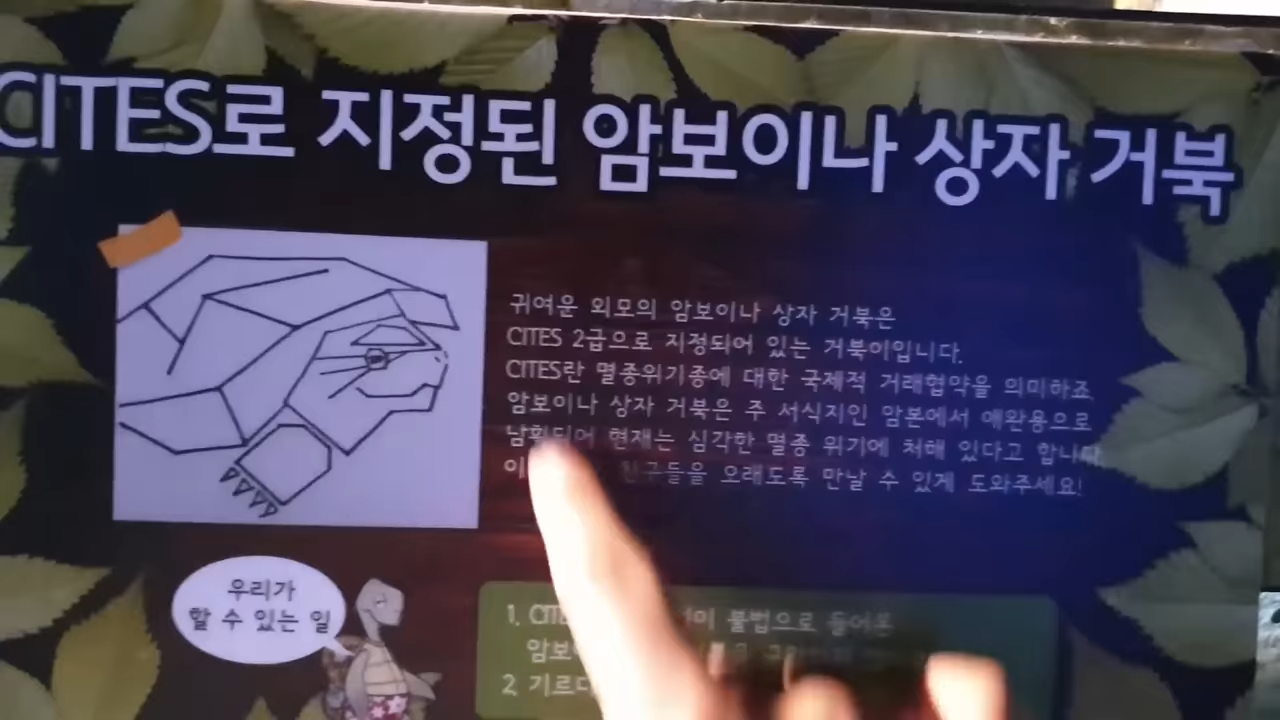 CITES로 지정된 암보이나 상자 거북
귀여운 외모의 암보이나 상자 거북은
CITES 2급으로 지정되어 있는 거북이입니다.
CITES란 멸종위기종에 대한 국제적 거래협약을 의미하죠.
암보이나 상자 거북은 주 서식지인 암본에서 애완용으로
남획되어 현재는 심각한 멸종 위기에 처해 있다고 합니다.
친구들을 오래도록 만날 수 있게 도와주세요!
우리가
할 수 있는 일
1. 불법으로 들어온
2.